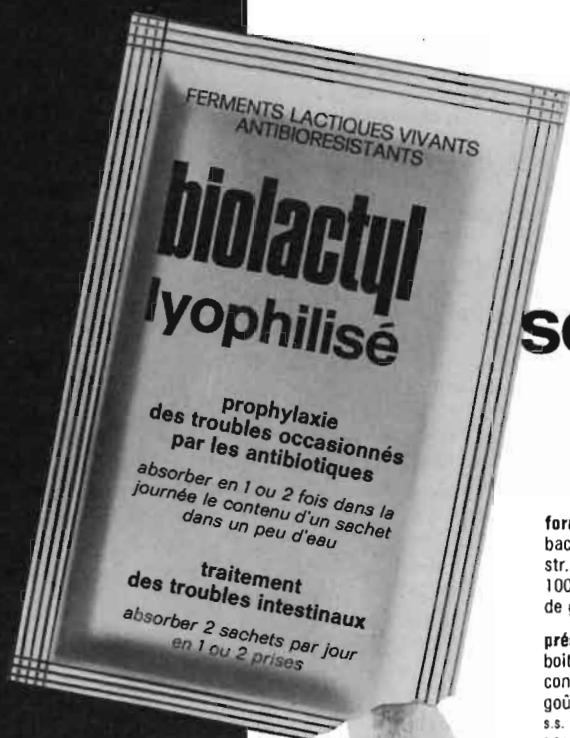 FERMENTS LACTIQUES VIVANTS
ANTIBIORESISTANTS
biolactyl
lyophilisé
prophylaxie
des troubles occasionnés
par les antibiotiques
absorber en 1 ou 2 fois dans la
journée le contenu d'un sachet
dans un peu d'eau
traitement
des troubles intestinaux
absorber 2 sachets par jour
en 1 ou 2 prises
str.
100
de
con
goû
s.s.